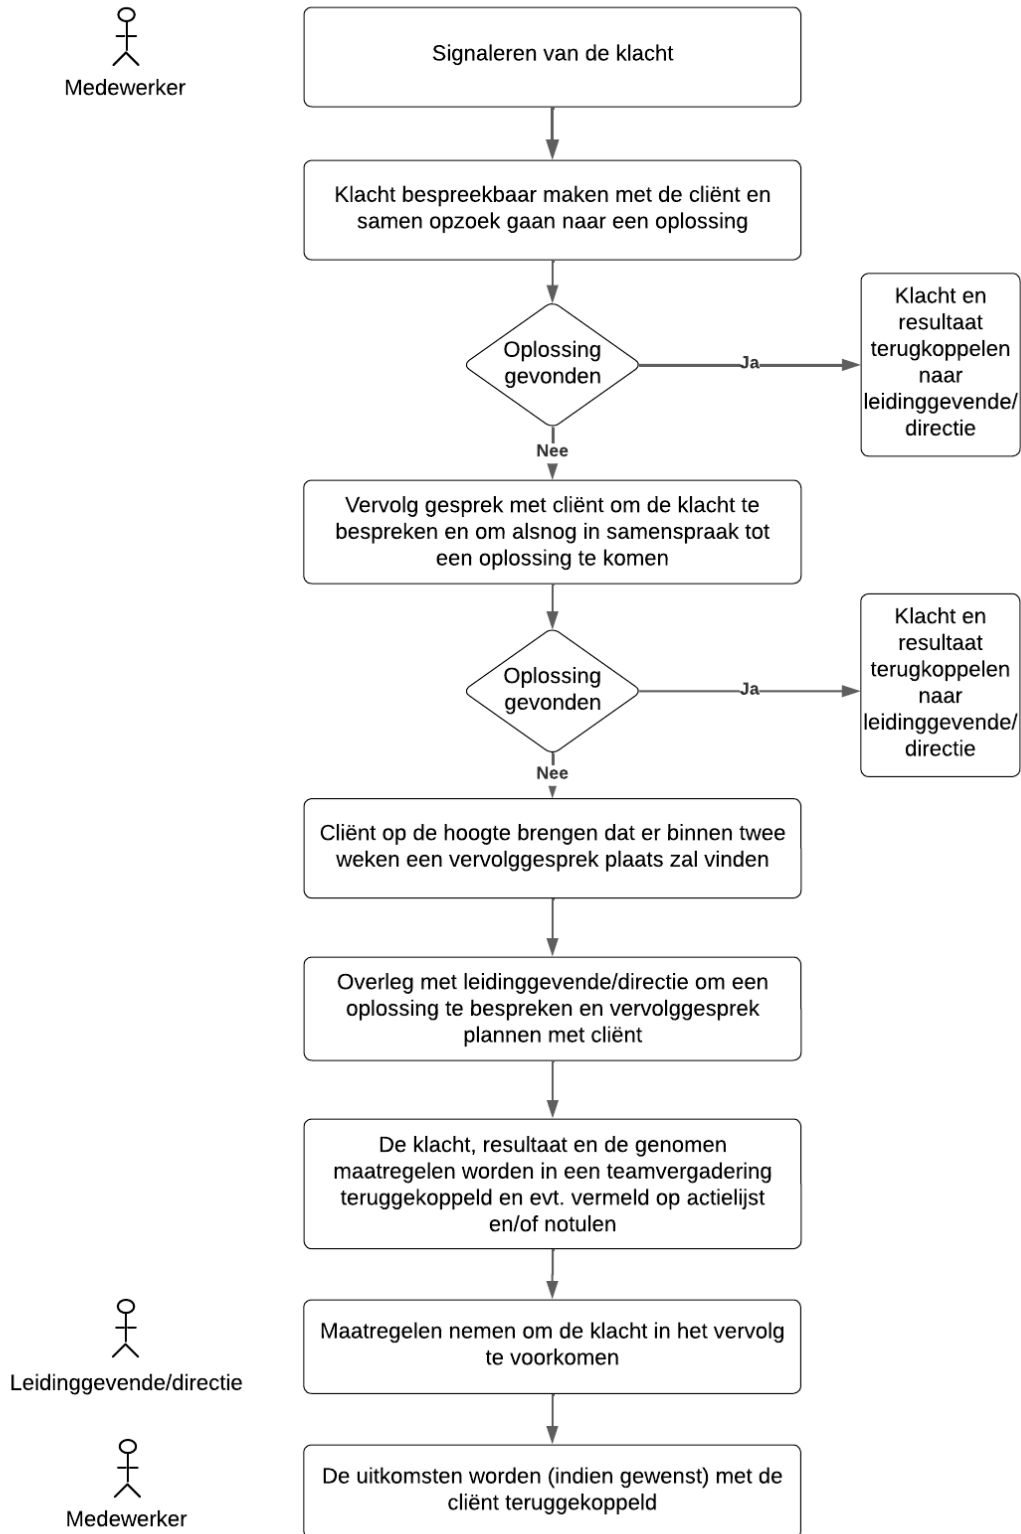 Medewerker
Signaleren van de klacht
Klacht bespreekbaar maken met de cliënt en
samen opzoek gaan naar een oplossing
Oplossing
gevonden
Ja
Klacht en
resultaat
terugkoppelen
naar
leidinggevende/
directie
Nee
Vervolg gesprek met cliënt om de klacht te
bespreken en om alsnog in samenspraak tot
een oplossing te komen
Oplossing
gevonden
Ja
Klacht en
resultaat
terugkoppelen
naar
leidinggevende/
directie
Nee
Cliënt op de hoogte brengen dat er binnen twee
weken een vervolggesprek plaats zal vinden
Overleg met leidinggevende/directie om een
oplossing te bespreken en vervolggesprek
plannen met cliënt
De klacht, resultaat en de genomen
maatregelen worden in een teamvergadering
teruggekoppeld en evt. vermeld op actielijst
en/of notulen
Leidinggevende/directie
Maatregelen nemen om de klacht in het vervolg
te voorkomen
Medewerker
De uitkomsten worden (indien gewenst) met de
cliënt teruggekoppeld